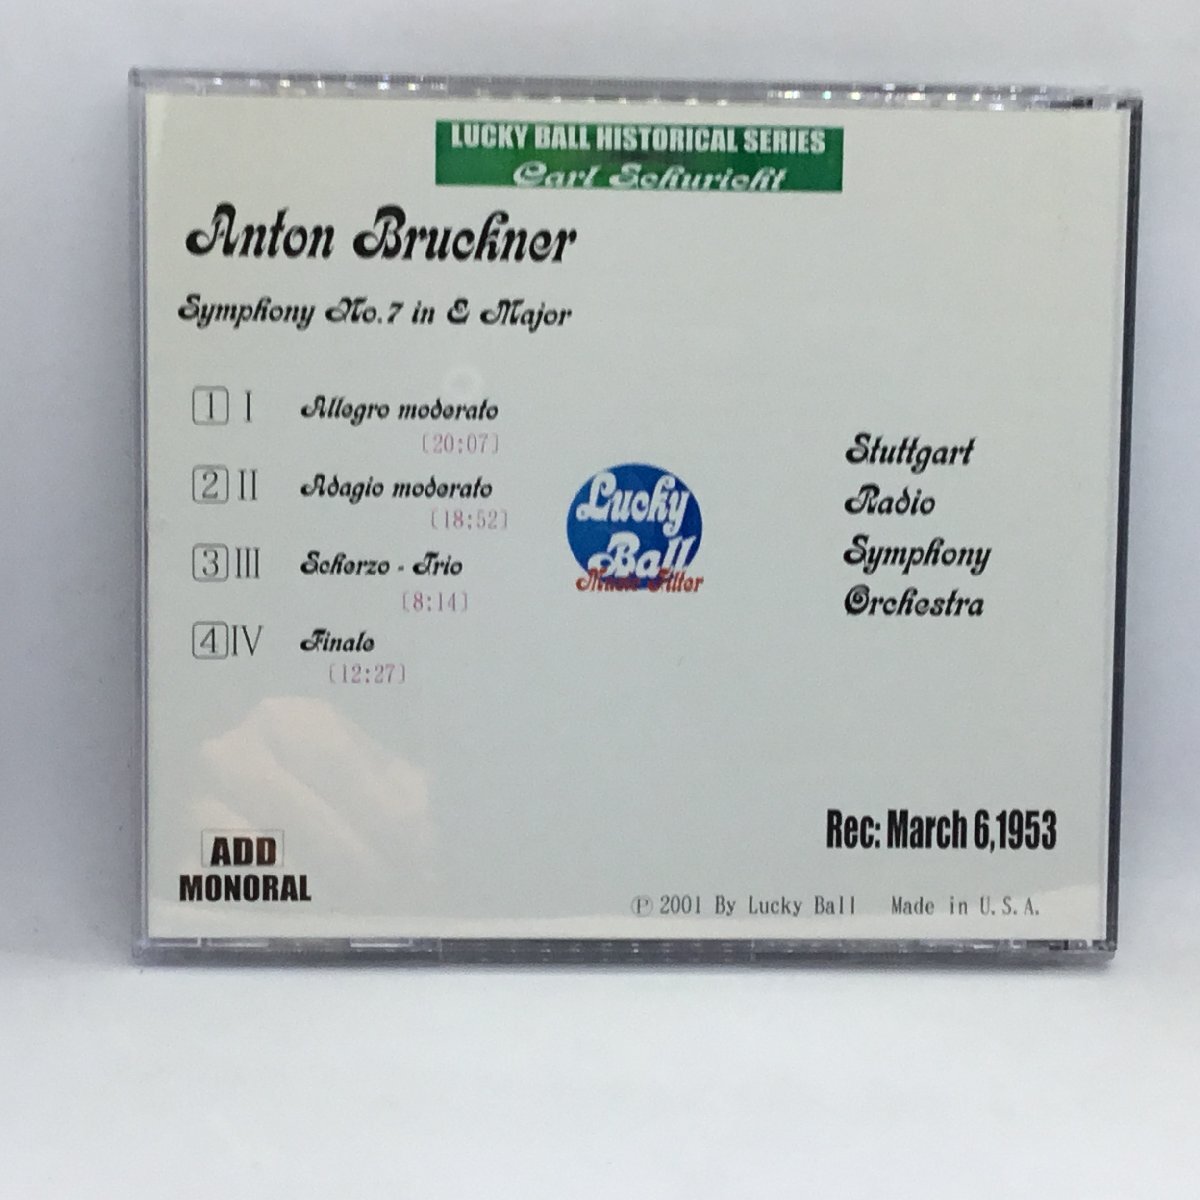 LUCKY BALL HISTORICAL SERIES
Carl Schuricht
Anton Bruckner
Symphony No.7 in E Major
1 I Allegro moderato
(20:07)
2 II Adagio moderato
(18:52)
3 III Scherzo - Trio
(8:14)
4 IV Finale
(12:27)
Lucky
Ball
Stuttgart
Radio
Symphony
Orchestra
ADD
MONORAL
Rec: March 6,1953
Ⓟ 2001 By Lucky Ball Made in U.S.A.